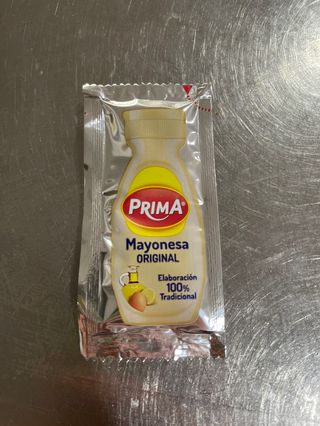 PRIMA®
Mayonesa
ORIGINAL
Elaboración
100%
Tradicional